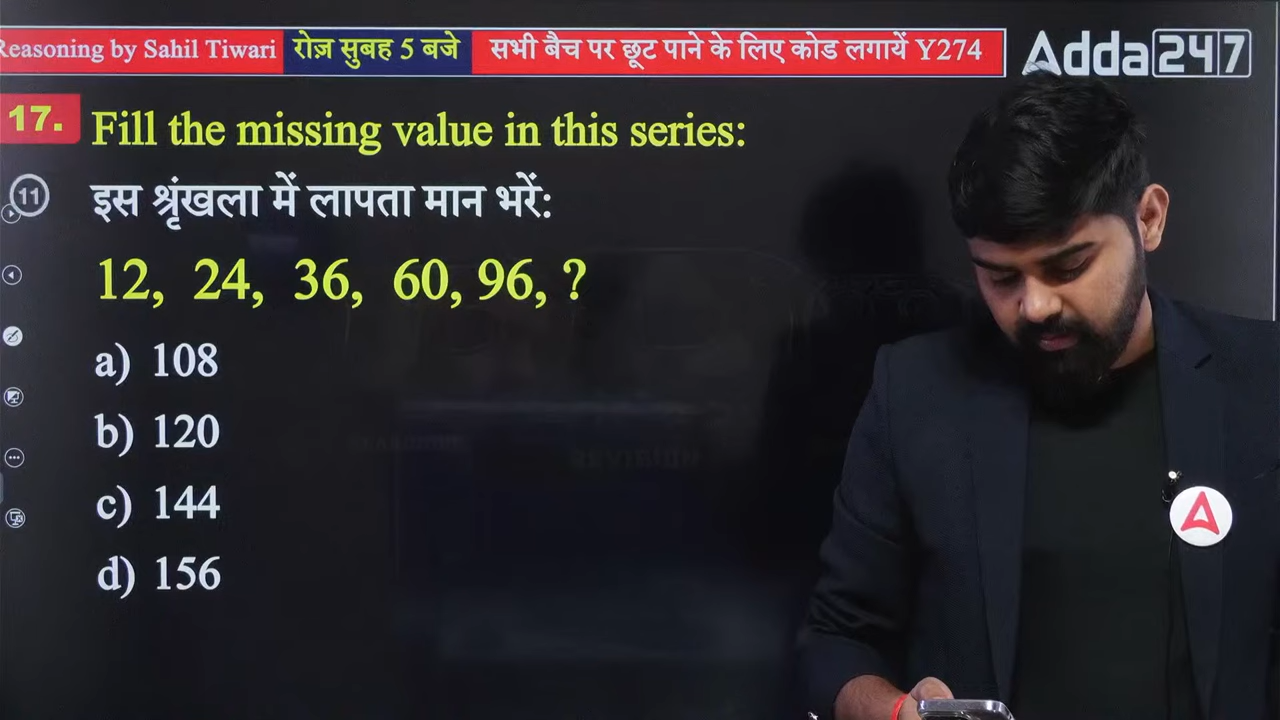 Reasoning by Sahil Tiwari रोज़ सुबह 5 बजे सभी बैच पर छूट पाने के लिए कोड लगायें Y274 Adda247
17. Fill the missing value in this series:
11 इस श्रृंखला में लापता मान भरें:
12, 24, 36, 60, 96, ?
a) 108
b) 120
c) 144
d) 156